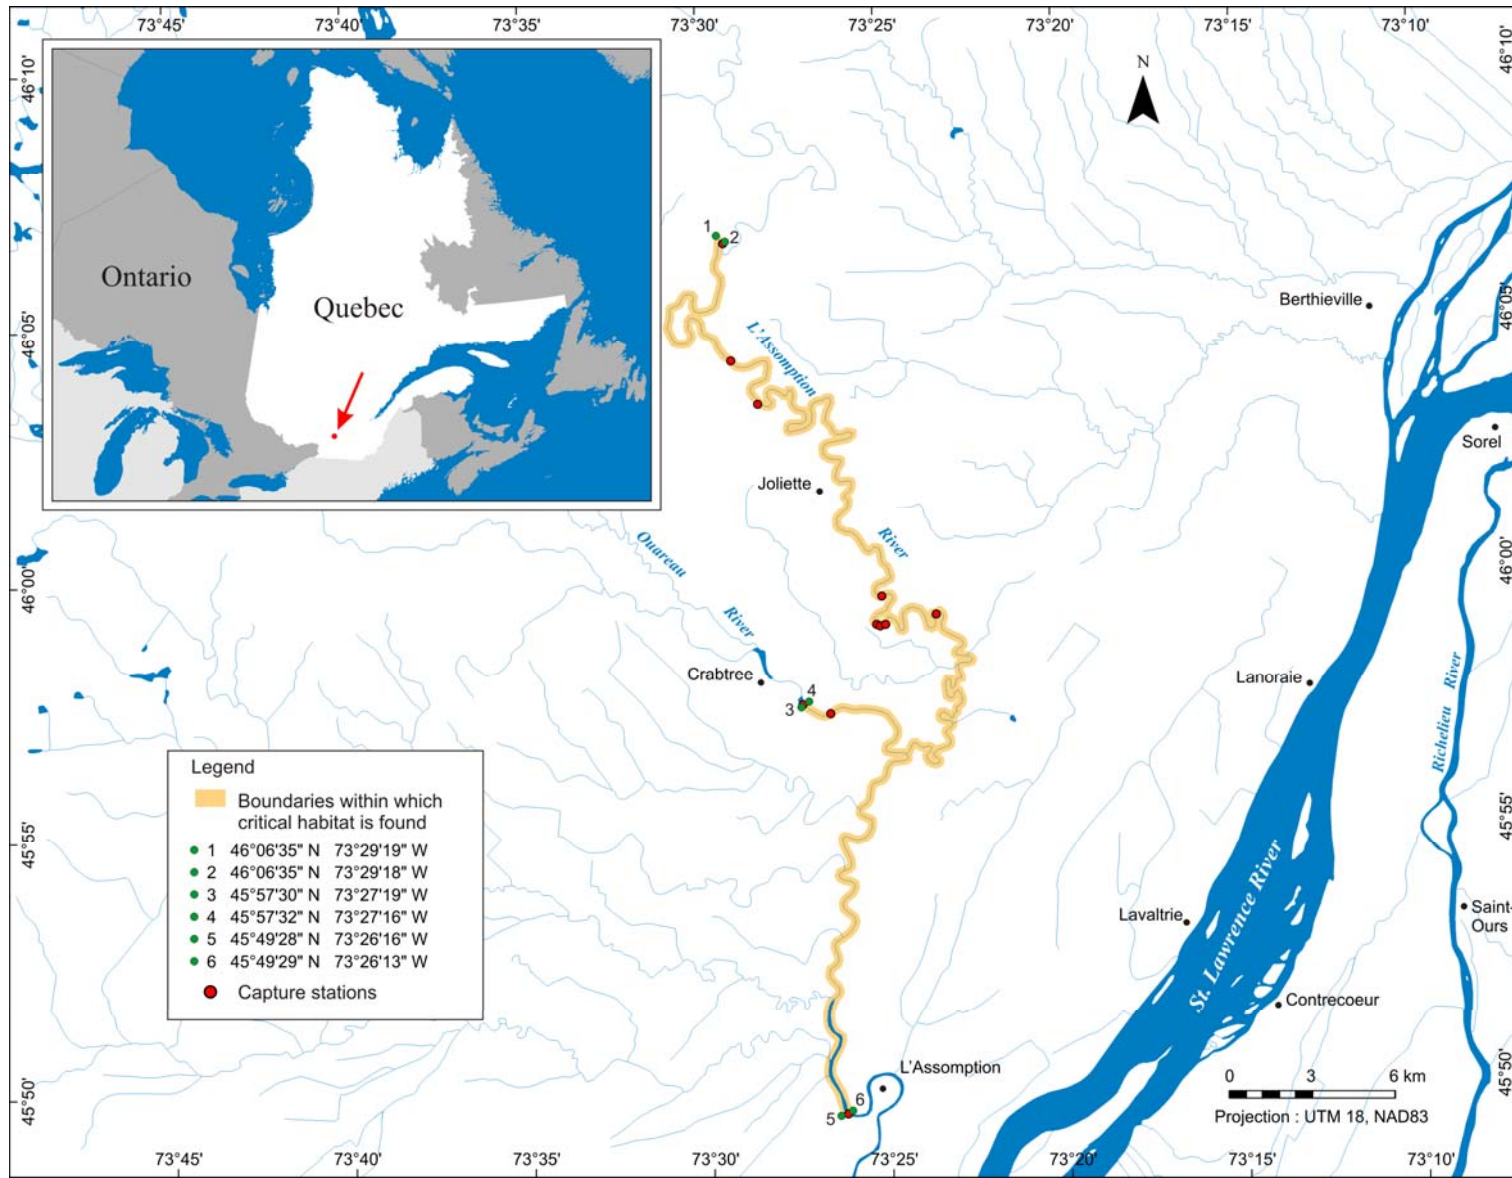 73°45' 73°40' 73°35' 73°30' 73°25' 73°20' 73°15' 73°10'
46°10'
46°10'
N
Ontario
Quebec
1
2
46°05'
46°05'
Berthieville
L'Assomption
River
Sorel
Joliette
Ouareau
River
46°00'
46°00'
Crabtree
4
3
Lanoraie
Richelieu River
Legend
Boundaries within which
critical habitat is found
1 46°06'35" N 73°29'19" W
2 46°06'35" N 73°29'18" W
3 45°57'30" N 73°27'19" W
4 45°57'32" N 73°27'16" W
5 45°49'28" N 73°26'16" W
6 45°49'29" N 73°26'13" W
Capture stations
45°55'
45°55'
Lavaltrie
Saint-
Ours
St. Lawrence River
Contrecoeur
L'Assomption
6
5
45°50'
45°50'
0 3 6 km
Projection : UTM 18, NAD83
73°45' 73°40' 73°35' 73°30' 73°25' 73°20' 73°15' 73°10'